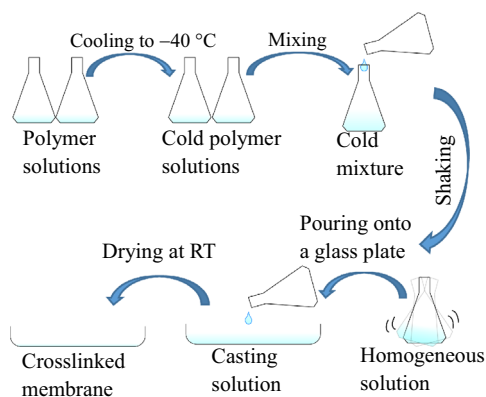 Cooling to −40 °C
Mixing
Polymer
solutions
Cold polymer
solutions
Cold
mixture
Shaking
Pouring onto
a glass plate
Drying at RT
Crosslinked
membrane
Casting
solution
Homogeneous
solution